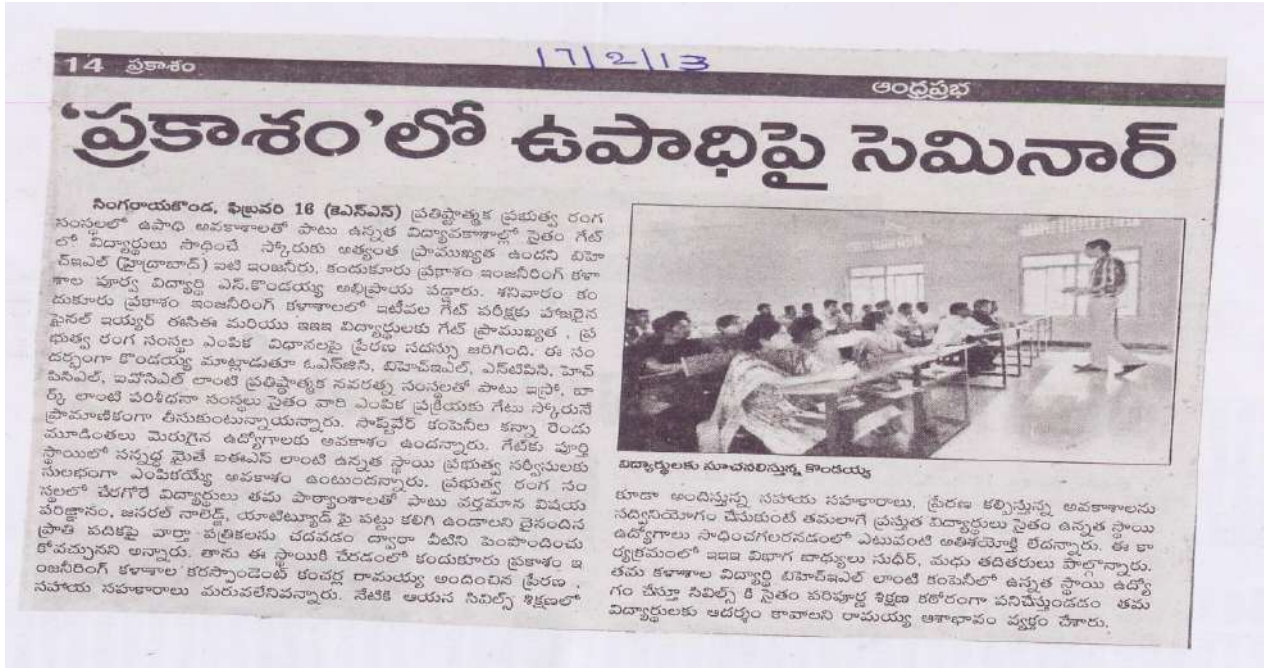 17/2/13
14 ప్రకాశం
ఆంధ్రప్రభ
'ప్రకాశం'లో ఉపాధిపై సెమినార్
సింగరాయకొండ, ఫిబ్రవరి 16 (కెఎన్ఎన్) ప్రతిష్టాత్మక ప్రభుత్వ రంగ
సంస్థలలో ఉపాధి అవకాశాలతో పాటు ఉన్నత విద్యావకాశాల్లో సైతం గేట్
లో విద్యార్థులు సాధించే స్కోరుకు అత్యంత ప్రాముఖ్యత ఉందని బిహె
చ్ఇఎల్ (హైద్రాబాద్) ఐటి ఇంజనీరు, కందుకూరు ప్రకాశం ఇంజనీరింగ్ కళా
శాల పూర్వ విద్యార్థి ఎన్.కొండయ్య అభిప్రాయ పడ్డారు. శనివారం కం
దుకూరు ప్రకాశం ఇంజనీరింగ్ కళాశాలలో ఇటీవల గేట్ పరీక్షకు హాజరైన
ఫైనల్ ఇయ్యర్ ఈసిఈ మరియు ఇఇఇ విద్యార్థులకు గేట్ ప్రాముఖ్యత , ప్ర
భుత్వ రంగ సంస్థల ఎంపిక విధానలపై ప్రేరణ సదస్సు జరిగింది. ఈ సం
దర్భంగా కొండయ్య మాట్లాడుతూ ఓఎన్‌జిసి, బిహెచ్ఇఎల్, ఎన్‌టిపిసి, హెచ్
పిసిఎల్, ఐవోసిఎల్ లాంటి ప్రతిష్టాత్మక నవరత్న సంస్థలతో పాటు ఇస్రో, బా
ర్క్ లాంటి పరిశీధనా సంస్థలు సైతం వారి ఎంపిక ప్రక్రియకు గేటు స్కోరునే
ప్రామాణికంగా తీసుకుంటున్నాయన్నారు. సాఫ్ట్‌వేర్ కంపెనీల కన్నా రెండు
మూడింతలు మెరుగైన ఉద్యోగాలకు అవకాశం ఉందన్నారు. గేట్‌కు పూర్తి
స్థాయిలో సన్నద్ధ మైతే ఐఈఎస్ లాంటి ఉన్నత స్థాయి ప్రభుత్వ సర్వీసులకు
సులభంగా ఎంపికయ్యే అవకాశం ఉంటుందన్నారు. ప్రభుత్వ రంగ సం
స్థలలో చేరగోరే విద్యార్థులు తమ పాఠ్యాంశాలతో పాటు వర్తమాన విషయ
పరిజ్ఞానం, జనరల్ నాలెడ్జ్, యాటిట్యూడ్ పై పట్టు కలిగి ఉండాలని దైనందిన
ప్రాతి పదికపై వార్తా పత్రికలను చదవడం ద్వారా వీటిని పెంపొందించు
కోవచ్చునని అన్నారు. తాను ఈ స్థాయికి చేరడంలో కందుకూరు ప్రకాశం ఇ
ంజనీరింగ్ కళాశాల కరస్పాండెంట్ కంచర్ల రామయ్య అందించిన ప్రేరణ ,
సహాయ సహకారాలు మరువలేనివన్నారు. నేటికి ఆయన సివిల్స్ శిక్షణలో
విద్యార్థులకు సూచనలిస్తున్న కొండయ్య
కూడా అందిస్తున్న సహాయ సహకారాలు, ప్రేరణ కల్పిస్తున్న అవకాశాలను
సద్వినియోగం చేసుకుంటే తమలాగే ప్రస్తుత విద్యార్థులు సైతం ఉన్నత స్థాయి
ఉద్యోగాలు సాధించగలరనడంలో ఎటువంటి అతిశయోక్తి లేదన్నారు. ఈ కా
ర్యక్రమంలో ఇఇఇ విభాగ బాధ్యులు సుధీర్, మధు తదితరులు పాల్గొన్నారు.
తమ కళాశాల విద్యార్థి బిహెచ్ఇఎల్ లాంటి కంపెనీలో ఉన్నత స్థాయి ఉద్యో
గం చేస్తూ సివిల్స్ కి సైతం పరిపూర్ణ శిక్షణ కఠోరంగా పనిచేస్తుండడం తమ
విద్యార్థులకు ఆదర్శం కావాలని రామయ్య ఆశాభావం వ్యక్తం చేశారు.